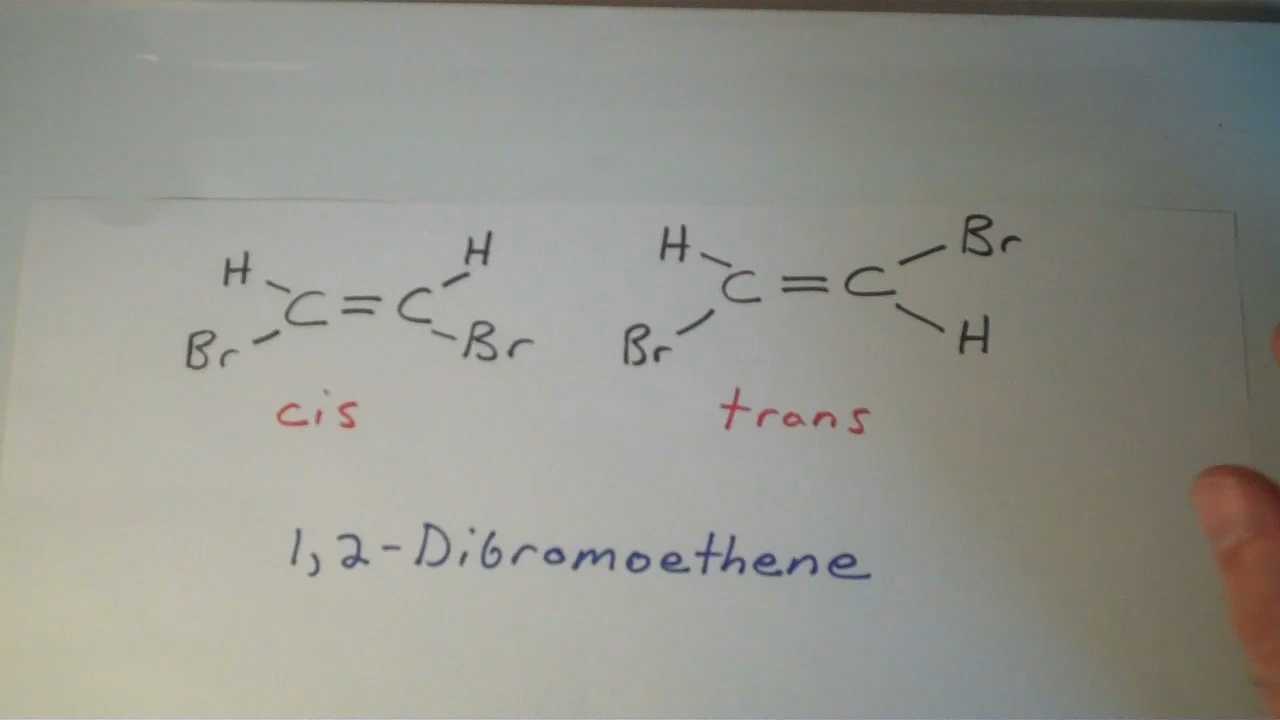 H H H Br
C=C C=C
Br Br Br H
cis trans
1,2-Dibromoethene